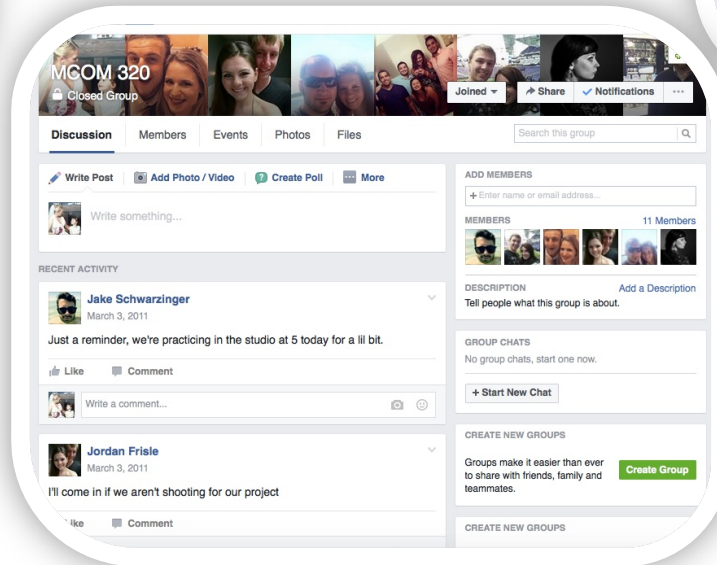 MCOM 320
Closed Group
Joined
Share
Notifications
Discussion
Members
Events
Photos
Files
Search this group
Write Post
Add Photo / Video
Create Poll
More
Write something...
RECENT ACTIVITY
Jake Schwarzinger
March 3, 2011
Just a reminder, we're practicing in the studio at 5 today for a lil bit.
Like
Comment
Write a comment...
Jordan Frisle
March 3, 2011
I'll come in if we aren't shooting for our project
Comment
ADD MEMBERS
+ Enter name or email address...
MEMBERS
11 Members
DESCRIPTION
Add a Description
Tell people what this group is about.
GROUP CHATS
No group chats, start one now.
+ Start New Chat
CREATE NEW GROUPS
Groups make it easier than ever
to share with friends, family and
teammates.
Create Group
CREATE NEW GROUPS